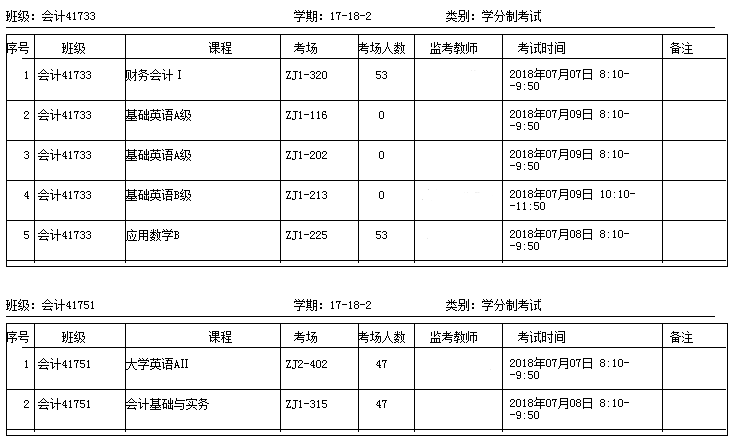 班级: 会计41733 学期: 17-18-2 类别: 学分制考试
序号 班级 课程 考场 考场人数 监考教师 考试时间 备注
1 会计41733 财务会计Ⅰ ZJ1-320 53 2018年07月07日 8:10-
-9:50
2 会计41733 基础英语A级 ZJ1-116 0 2018年07月09日 8:10-
-9:50
3 会计41733 基础英语A级 ZJ1-202 0 2018年07月09日 8:10-
-9:50
4 会计41733 基础英语B级 ZJ1-213 0 2018年07月09日 10:10-
-11:50
5 会计41733 应用数学B ZJ1-225 53 2018年07月08日 8:10-
-9:50
班级: 会计41751 学期: 17-18-2 类别: 学分制考试
序号 班级 课程 考场 考场人数 监考教师 考试时间 备注
1 会计41751 大学英语AII ZJ2-402 47 2018年07月07日 8:10-
-9:50
2 会计41751 会计基础与实务 ZJ1-315 47 2018年07月08日 8:10-
-9:50